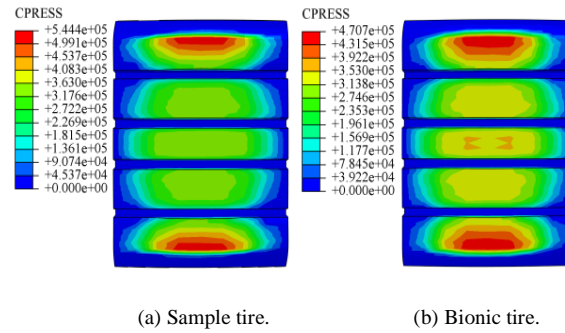 CPRESS
+5.444e+05
+4.991e+05
+4.537e+05
+4.083e+05
+3.630e+05
+3.176e+05
+2.722e+05
+2.269e+05
+1.815e+05
+1.361e+05
+9.074e+04
+4.537e+04
+0.000e+00
CPRESS
+4.707e+05
+4.315e+05
+3.922e+05
+3.530e+05
+3.138e+05
+2.746e+05
+2.353e+05
+1.961e+05
+1.569e+05
+1.177e+05
+7.845e+04
+3.922e+04
+0.000e+00
(a) Sample tire.
(b) Bionic tire.